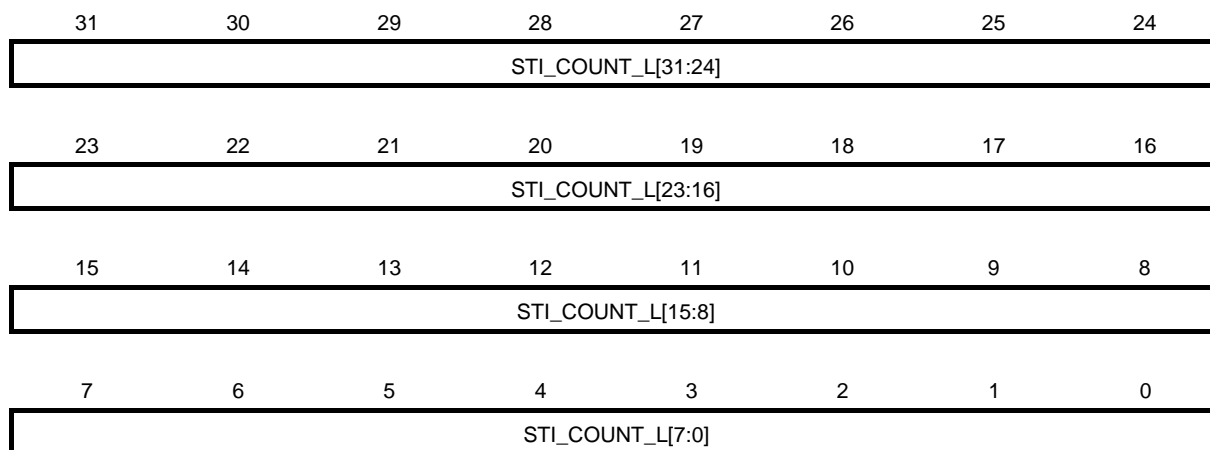 31 30 29 28 27 26 25 24
STI_COUNT_L[31:24]
23 22 21 20 19 18 17 16
STI_COUNT_L[23:16]
15 14 13 12 11 10 9 8
STI_COUNT_L[15:8]
7 6 5 4 3 2 1 0
STI_COUNT_L[7:0]